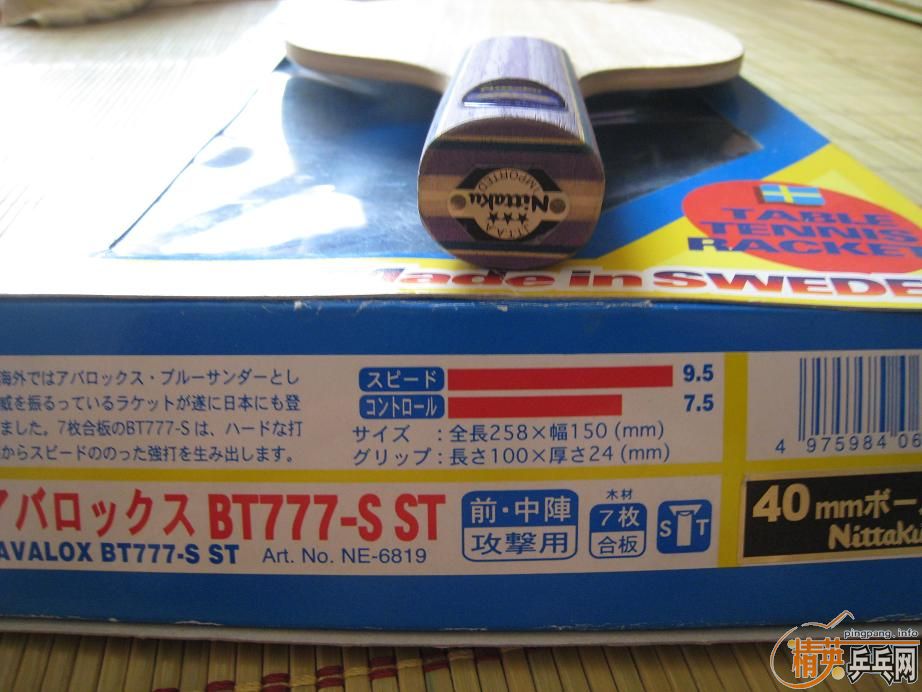 Nittaku
IMPORTED
Nittaku
J.T.T.A.A
TABLE
TENNIS
RACKE
Made in SWEDE
海外ではアバロックス・ブルーサンダーとし
威を振るっているラケットが遂に日本にも登
ました。7枚合板のBT777-Sは、ハードな打
からスピードののった強打を生み出します。
スピード 9.5
コントロール 7.5
サイズ :全長258×幅150(mm)
グリップ:長さ100×厚さ24(mm)
4 975984 06
アバロックス BT777-S ST
AVALOX BT777-S ST Art. No. NE-6819
前・中陣
攻撃用
木材
7枚
合板
S T
40mmボー
Nittaku
pingpang.info
精英乒乓网